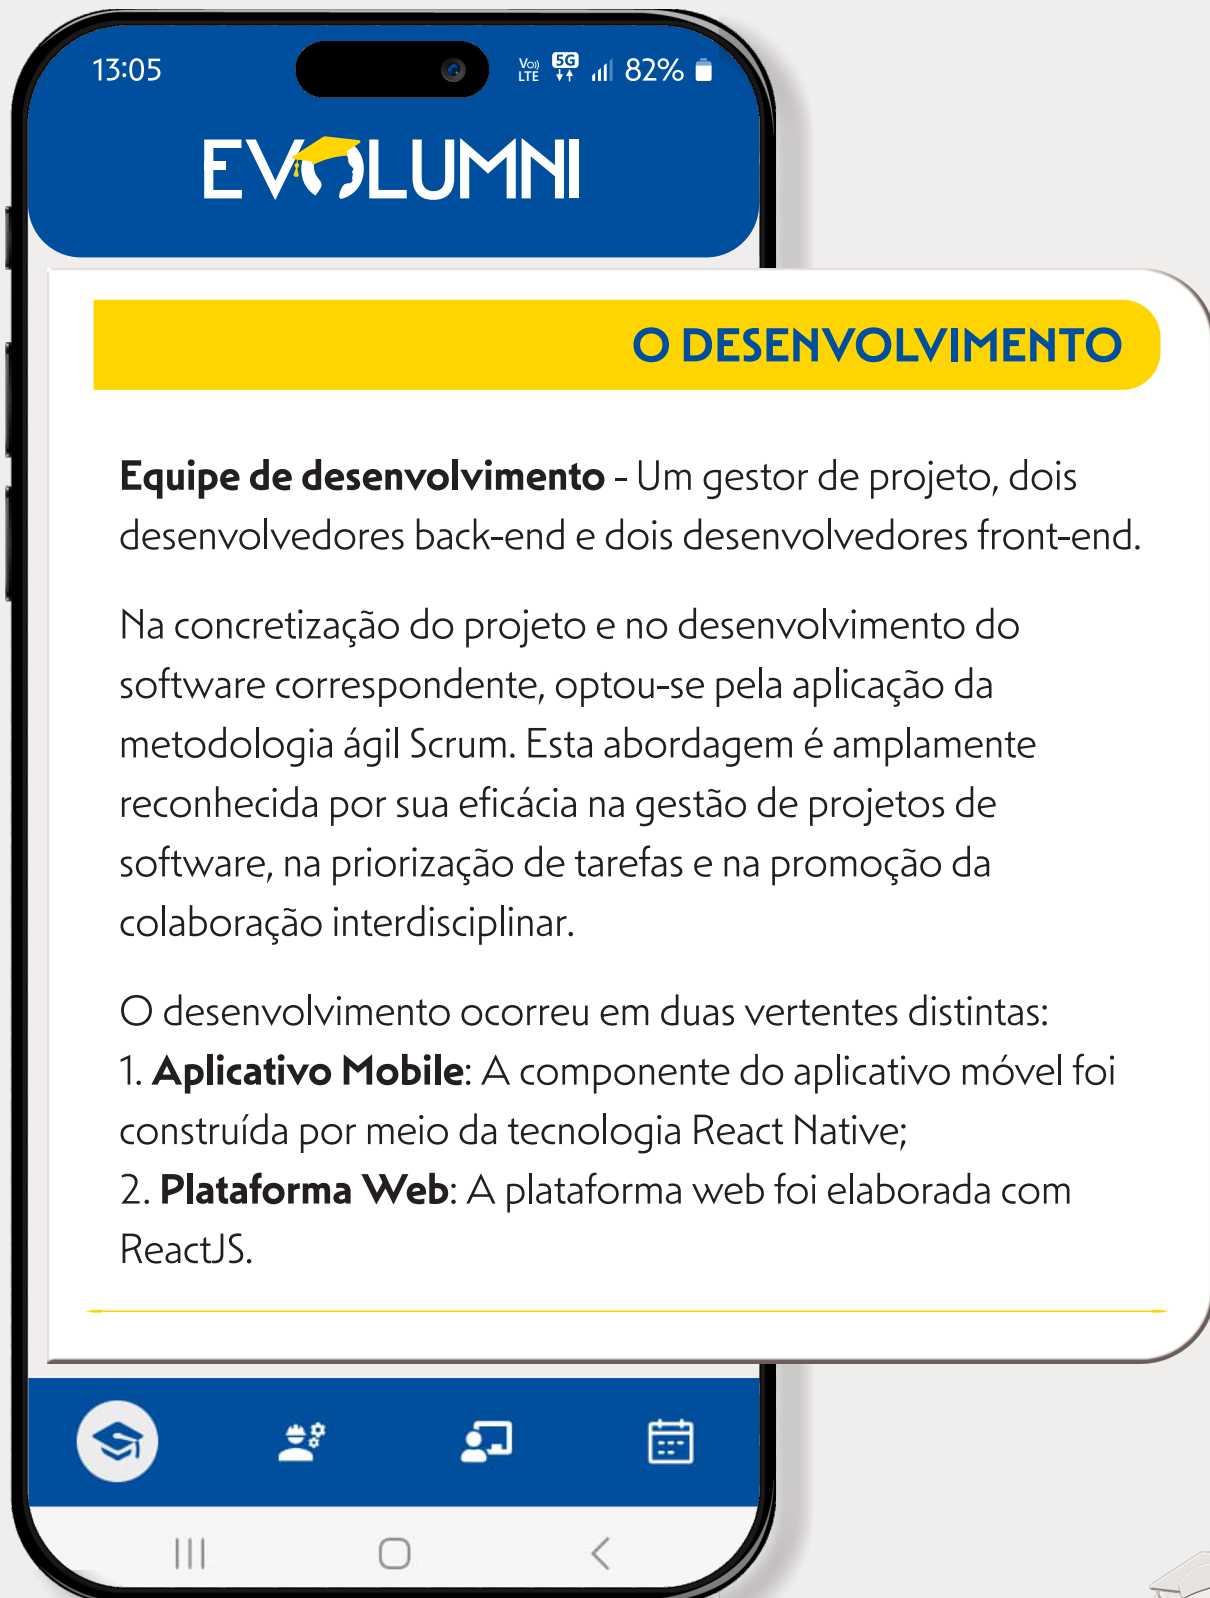 13:05
Vo)) LTE 5G 82%
EVOLUMNI
O DESENVOLVIMENTO
Equipe de desenvolvimento - Um gestor de projeto, dois
desenvolvedores back-end e dois desenvolvedores front-end.
Na concretização do projeto e no desenvolvimento do
software correspondente, optou-se pela aplicação da
metodologia ágil Scrum. Esta abordagem é amplamente
reconhecida por sua eficácia na gestão de projetos de
software, na priorização de tarefas e na promoção da
colaboração interdisciplinar.
O desenvolvimento ocorreu em duas vertentes distintas:
1. Aplicativo Mobile: A componente do aplicativo móvel foi
construída por meio da tecnologia React Native;
2. Plataforma Web: A plataforma web foi elaborada com
ReactJS.